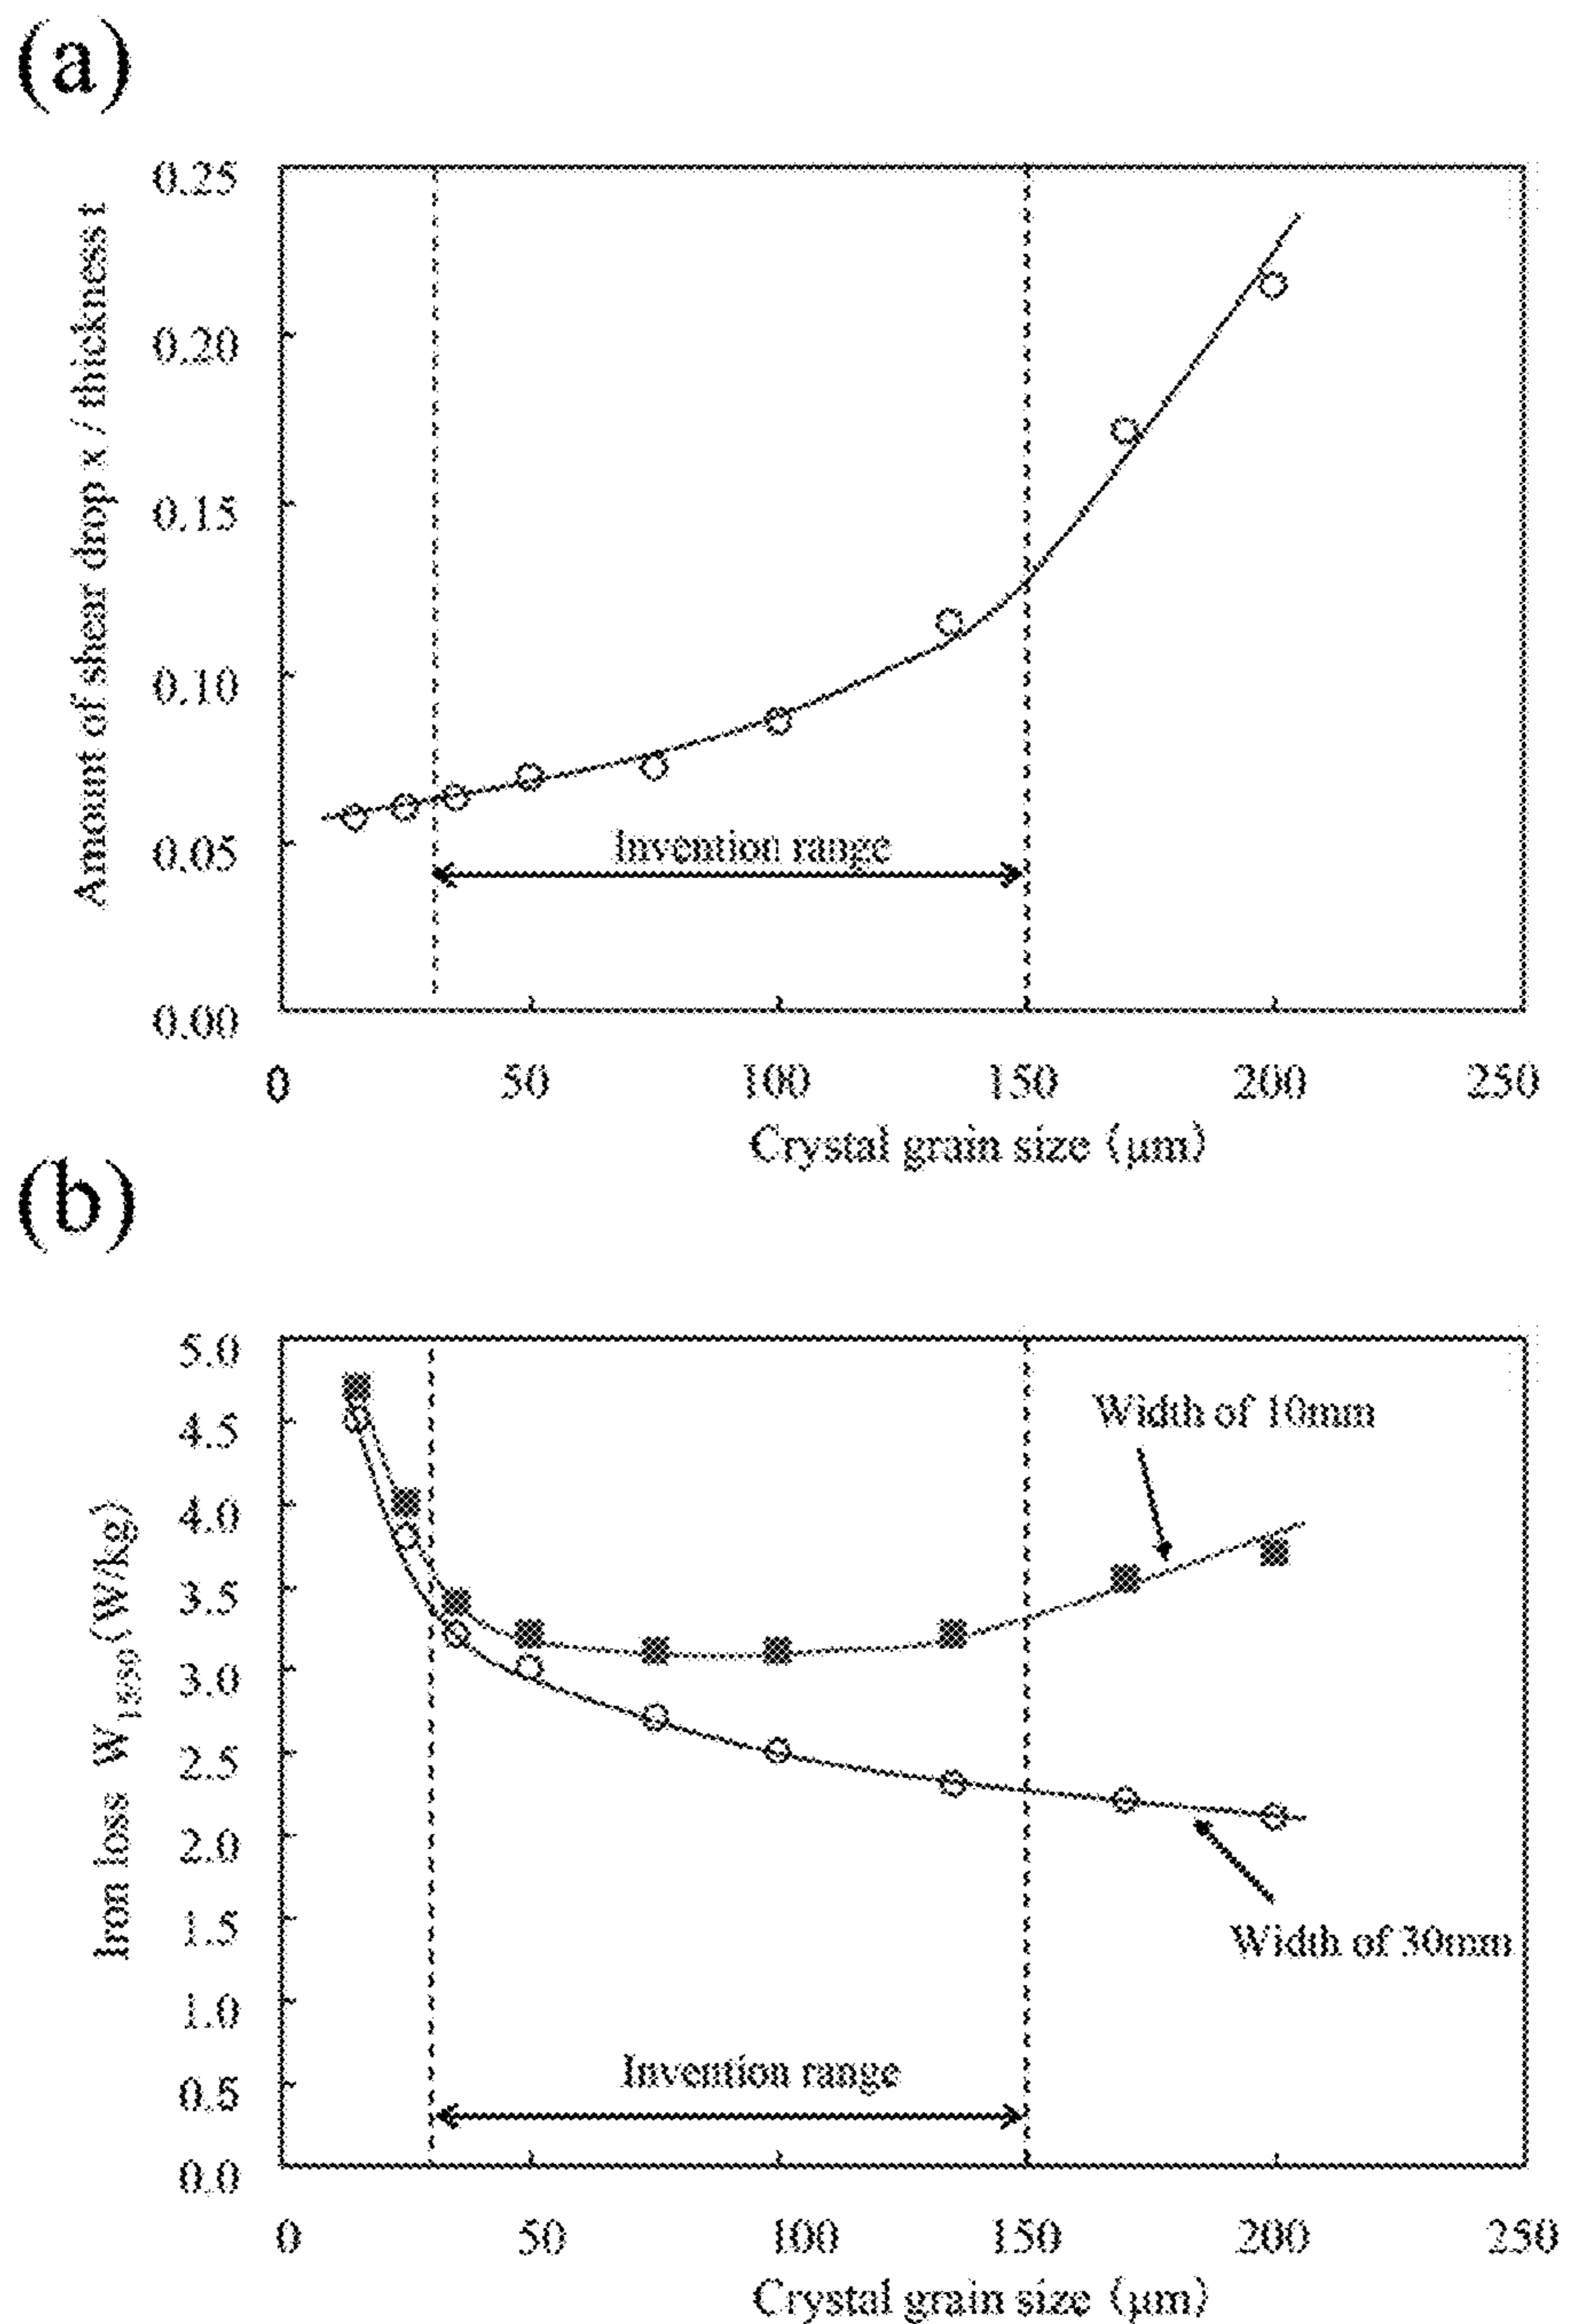 (a)
0.25
0.20
0.15
0.10
0.05
0.00
Amount of shear drop x / thickness t
Invention range
0 50 100 150 200 250
Crystal grain size (μm)
(b)
5.0
4.5
4.0
3.5
3.0
2.5
2.0
1.5
1.0
0.5
0.0
Iron loss W15/50 (W/kg)
Width of 10mm
Width of 30mm
Invention range
0 50 100 150 200 250
Crystal grain size (μm)